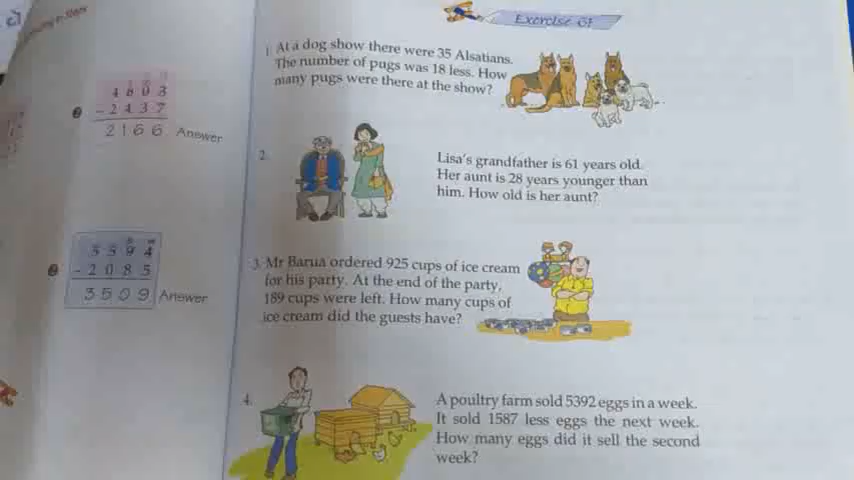 Exercise 61
1. At a dog show there were 35 Alsatians.
The number of pugs was 18 less. How
many pugs were there at the show?
4 6 0 3
- 2 4 3 7
2 1 6 6 Answer
2. Lisa's grandfather is 61 years old.
Her aunt is 28 years younger than
him. How old is her aunt?
5 5 9 4
- 2 0 8 5
3 5 0 9 Answer
3. Mr Barua ordered 925 cups of ice cream
for his party. At the end of the party,
189 cups were left. How many cups of
ice cream did the guests have?
4. A poultry farm sold 5392 eggs in a week.
It sold 1587 less eggs the next week.
How many eggs did it sell the second
week?